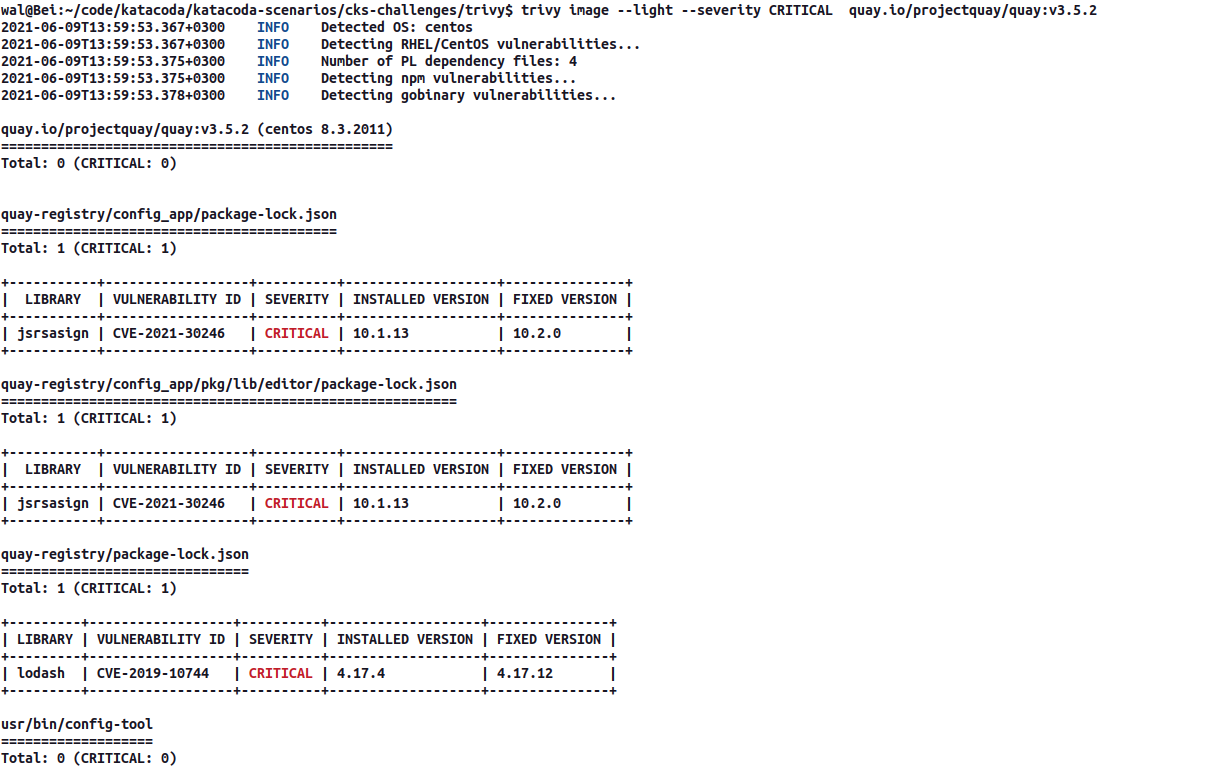 wal@Bei:~/code/katacoda/katacoda-scenarios/cks-challenges/trivy$ trivy image --light --severity CRITICAL  quay.io/projectquay/quay:v3.5.2
2021-06-09T13:59:53.367+0300    INFO    Detected OS: centos
2021-06-09T13:59:53.367+0300    INFO    Detecting RHEL/CentOS vulnerabilities...
2021-06-09T13:59:53.375+0300    INFO    Number of PL dependency files: 4
2021-06-09T13:59:53.375+0300    INFO    Detecting npm vulnerabilities...
2021-06-09T13:59:53.378+0300    INFO    Detecting gobinary vulnerabilities...

quay.io/projectquay/quay:v3.5.2 (centos 8.3.2011)
=================================================
Total: 0 (CRITICAL: 0)


quay-registry/config_app/package-lock.json
==========================================
Total: 1 (CRITICAL: 1)

+-----------+------------------+----------+-------------------+---------------+
|  LIBRARY  | VULNERABILITY ID | SEVERITY | INSTALLED VERSION | FIXED VERSION |
+-----------+------------------+----------+-------------------+---------------+
| jsrsasign | CVE-2021-30246   | CRITICAL | 10.1.13           | 10.2.0        |
+-----------+------------------+----------+-------------------+---------------+

quay-registry/config_app/pkg/lib/editor/package-lock.json
=========================================================
Total: 1 (CRITICAL: 1)

+-----------+------------------+----------+-------------------+---------------+
|  LIBRARY  | VULNERABILITY ID | SEVERITY | INSTALLED VERSION | FIXED VERSION |
+-----------+------------------+----------+-------------------+---------------+
| jsrsasign | CVE-2021-30246   | CRITICAL | 10.1.13           | 10.2.0        |
+-----------+------------------+----------+-------------------+---------------+

quay-registry/package-lock.json
===============================
Total: 1 (CRITICAL: 1)

+---------+------------------+----------+-------------------+---------------+
| LIBRARY | VULNERABILITY ID | SEVERITY | INSTALLED VERSION | FIXED VERSION |
+---------+------------------+----------+-------------------+---------------+
| lodash  | CVE-2019-10744   | CRITICAL | 4.17.4            | 4.17.12       |
+---------+------------------+----------+-------------------+---------------+

usr/bin/config-tool
===================
Total: 0 (CRITICAL: 0)